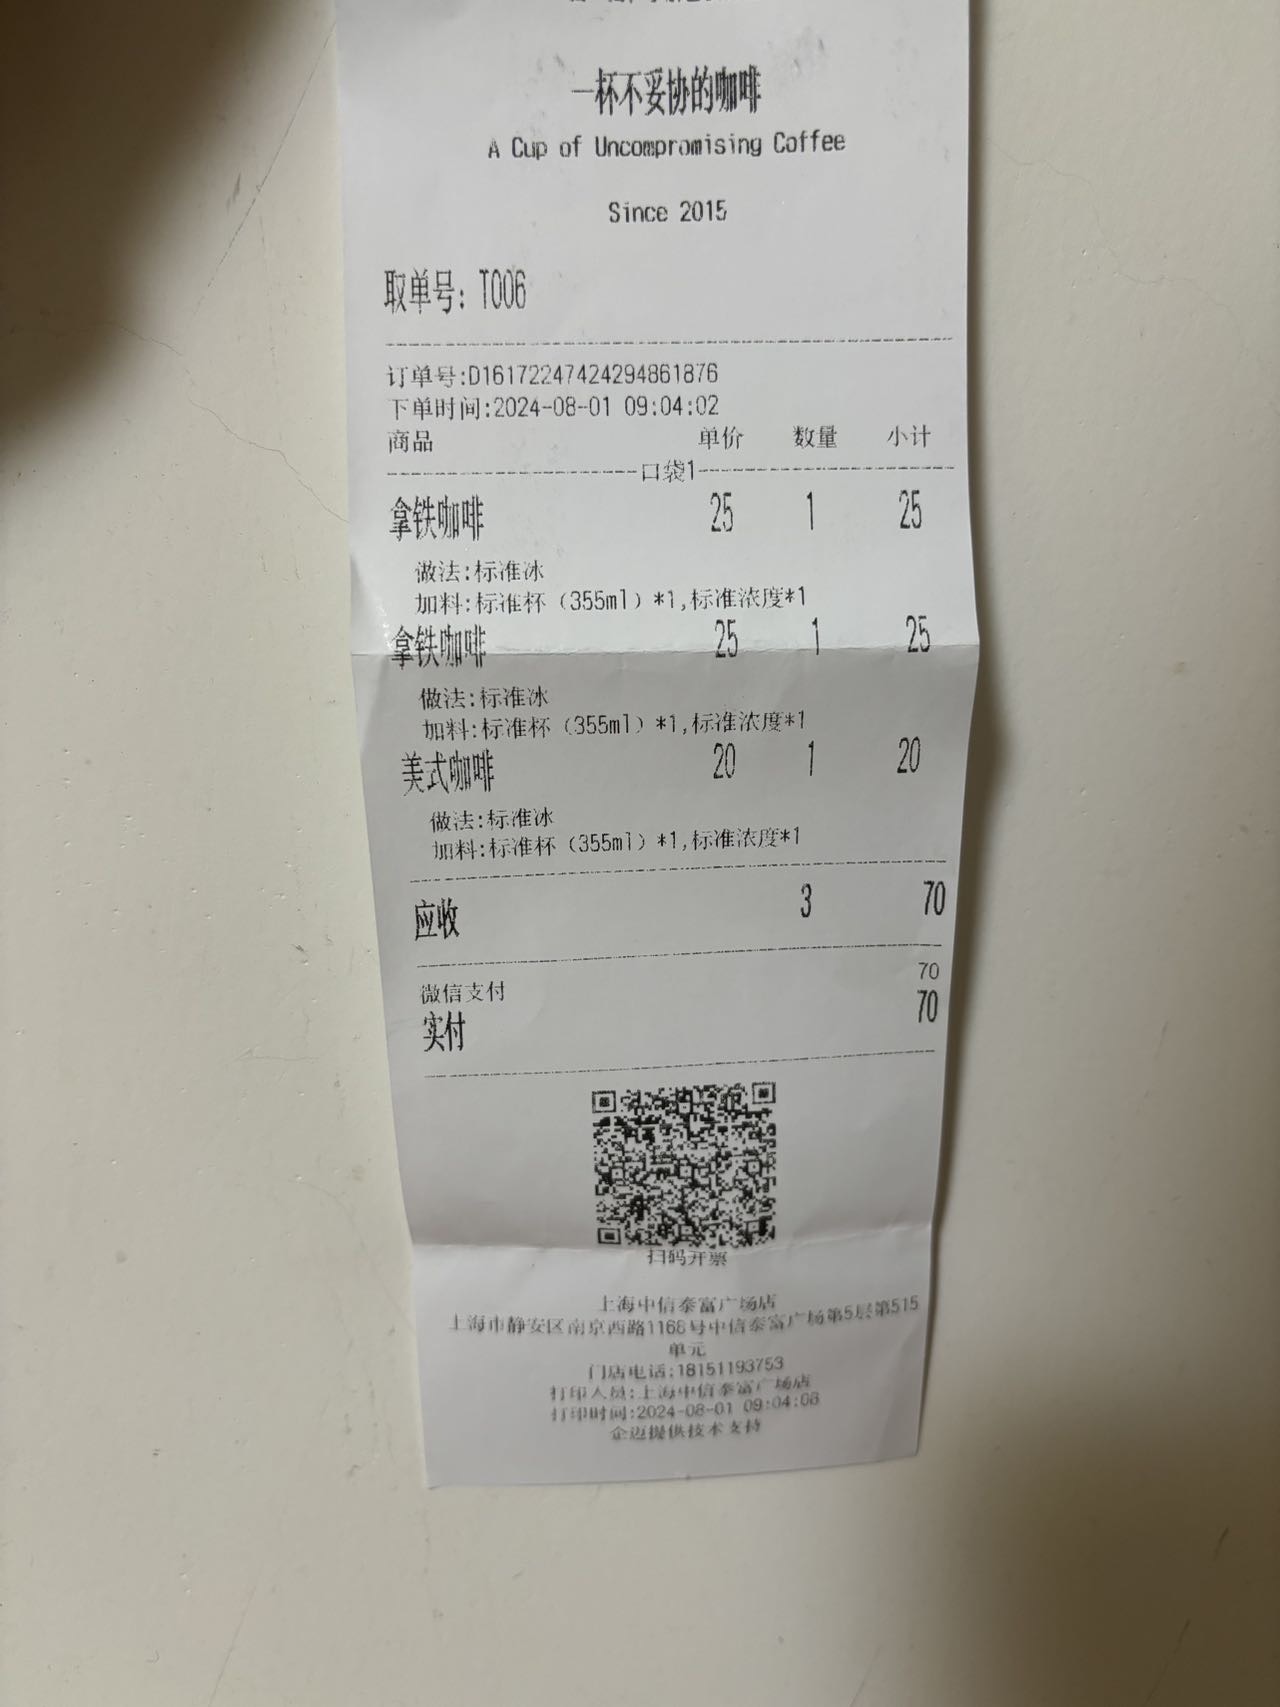 一杯不妥协的咖啡
A Cup of Uncompromising Coffee
Since 2015
取单号: T006
订单号:D16172247424294861876
下单时间:2024-08-01 09:04:02
商品 单价 数量 小计
口袋1
拿铁咖啡 25 1 25
做法:标准冰
加料:标准杯（355ml）*1,标准浓度*1
拿铁咖啡 25 1 25
做法:标准冰
加料:标准杯（355ml）*1,标准浓度*1
美式咖啡 20 1 20
做法:标准冰
加料:标准杯（355ml）*1,标准浓度*1
应收 3 70
微信支付 70
实付 70
扫码开票
上海中信泰富广场店
上海市静安区南京西路1168号中信泰富广场第5层第515
单元
门店电话:18151193753
打印人员:上海中信泰富广场店
打印时间:2024-08-01 09:04:08
企迈提供技术支持